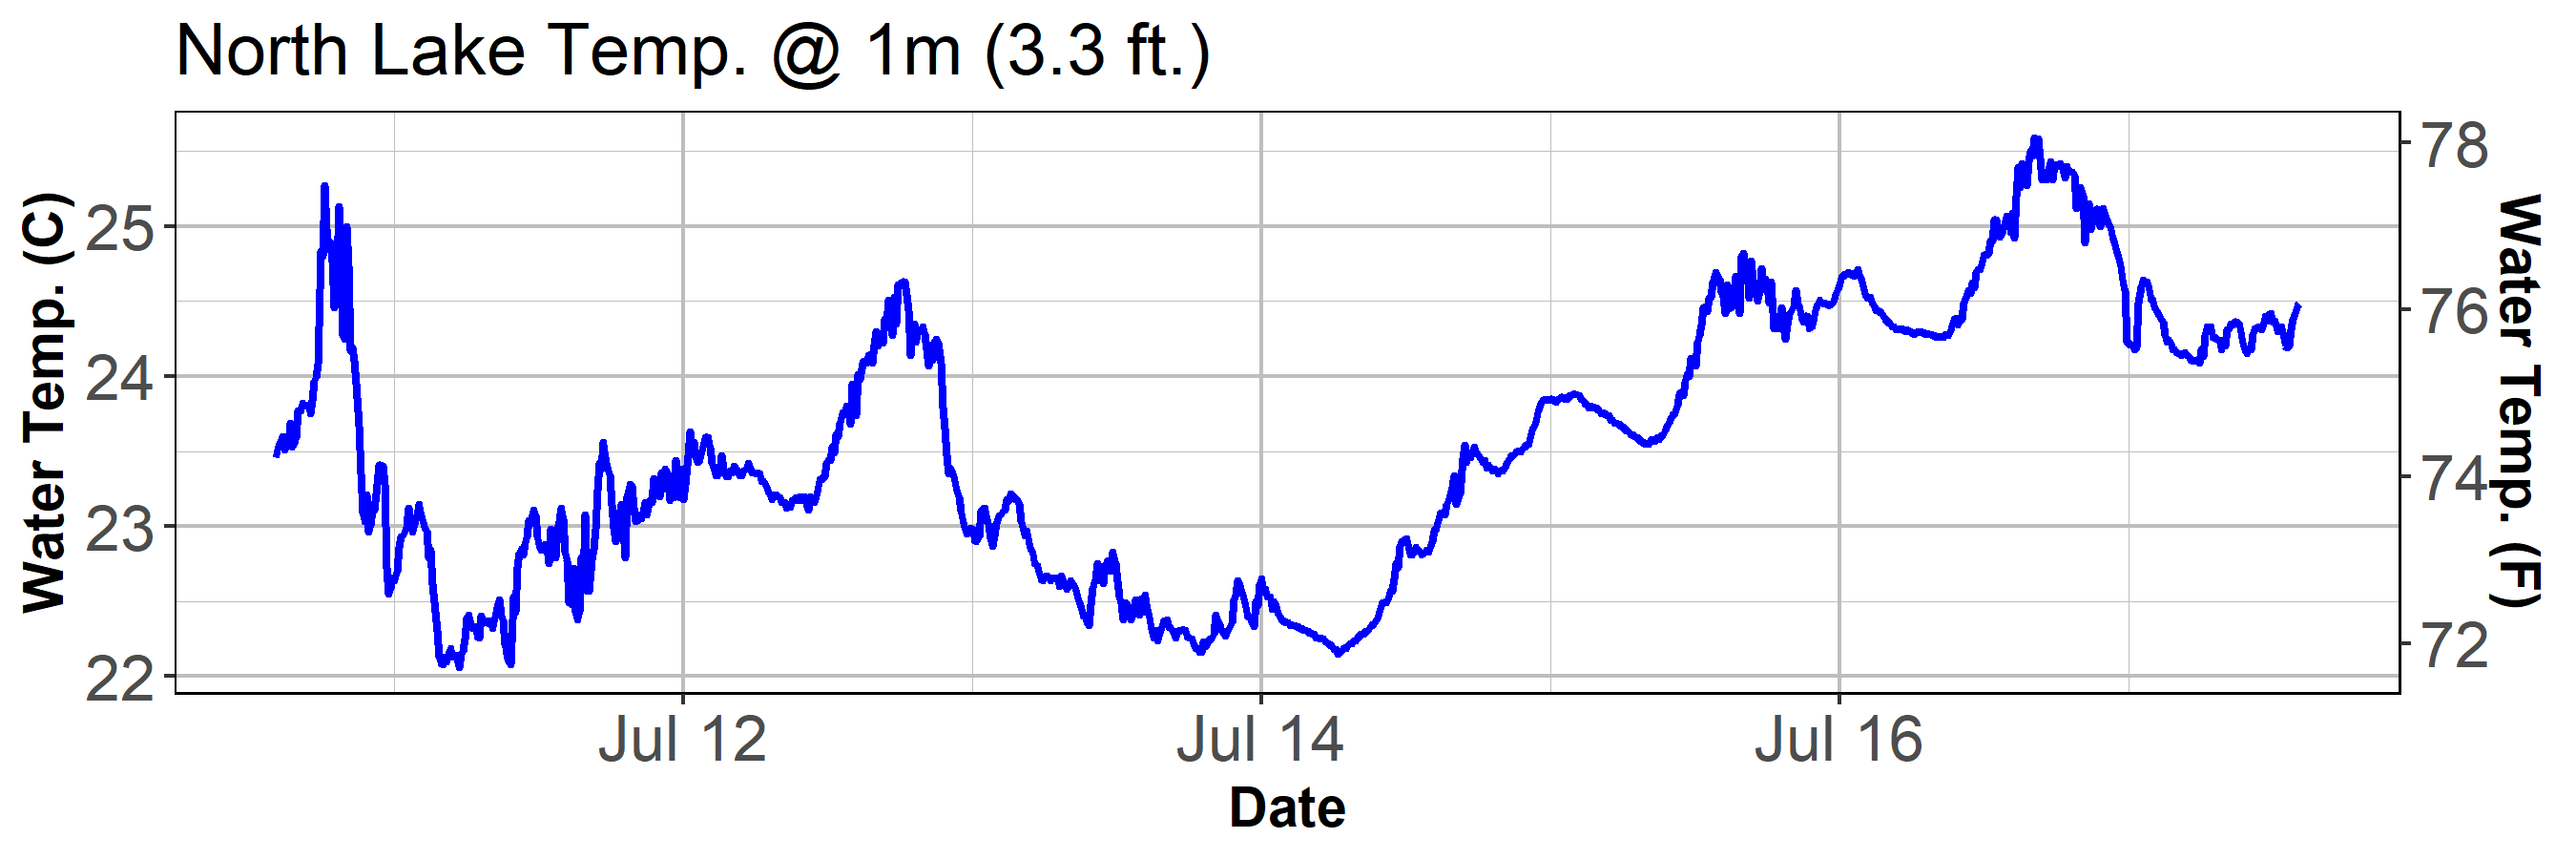 North Lake Temp. @ 1m (3.3 ft.)
Water Temp. (C)
25
24
23
22
78
76
74
72
Water Temp. (F)
Jul 12
Jul 14
Jul 16
Date